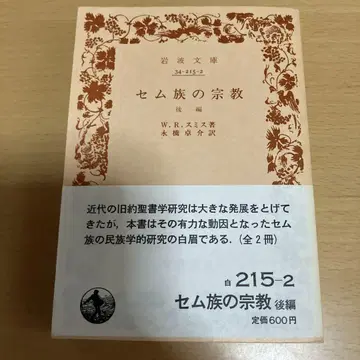 岩波文庫
34-215-2
セム族の宗教
後編
W.R.スミス著
永橋卓介訳
近代の旧約聖書学研究は大きな発展をとげて
きたが,本書はその有力な動因となったセム
族の民族学的研究の白眉である.(全2冊)
白 215-2
セム族の宗教 後編
定価600円